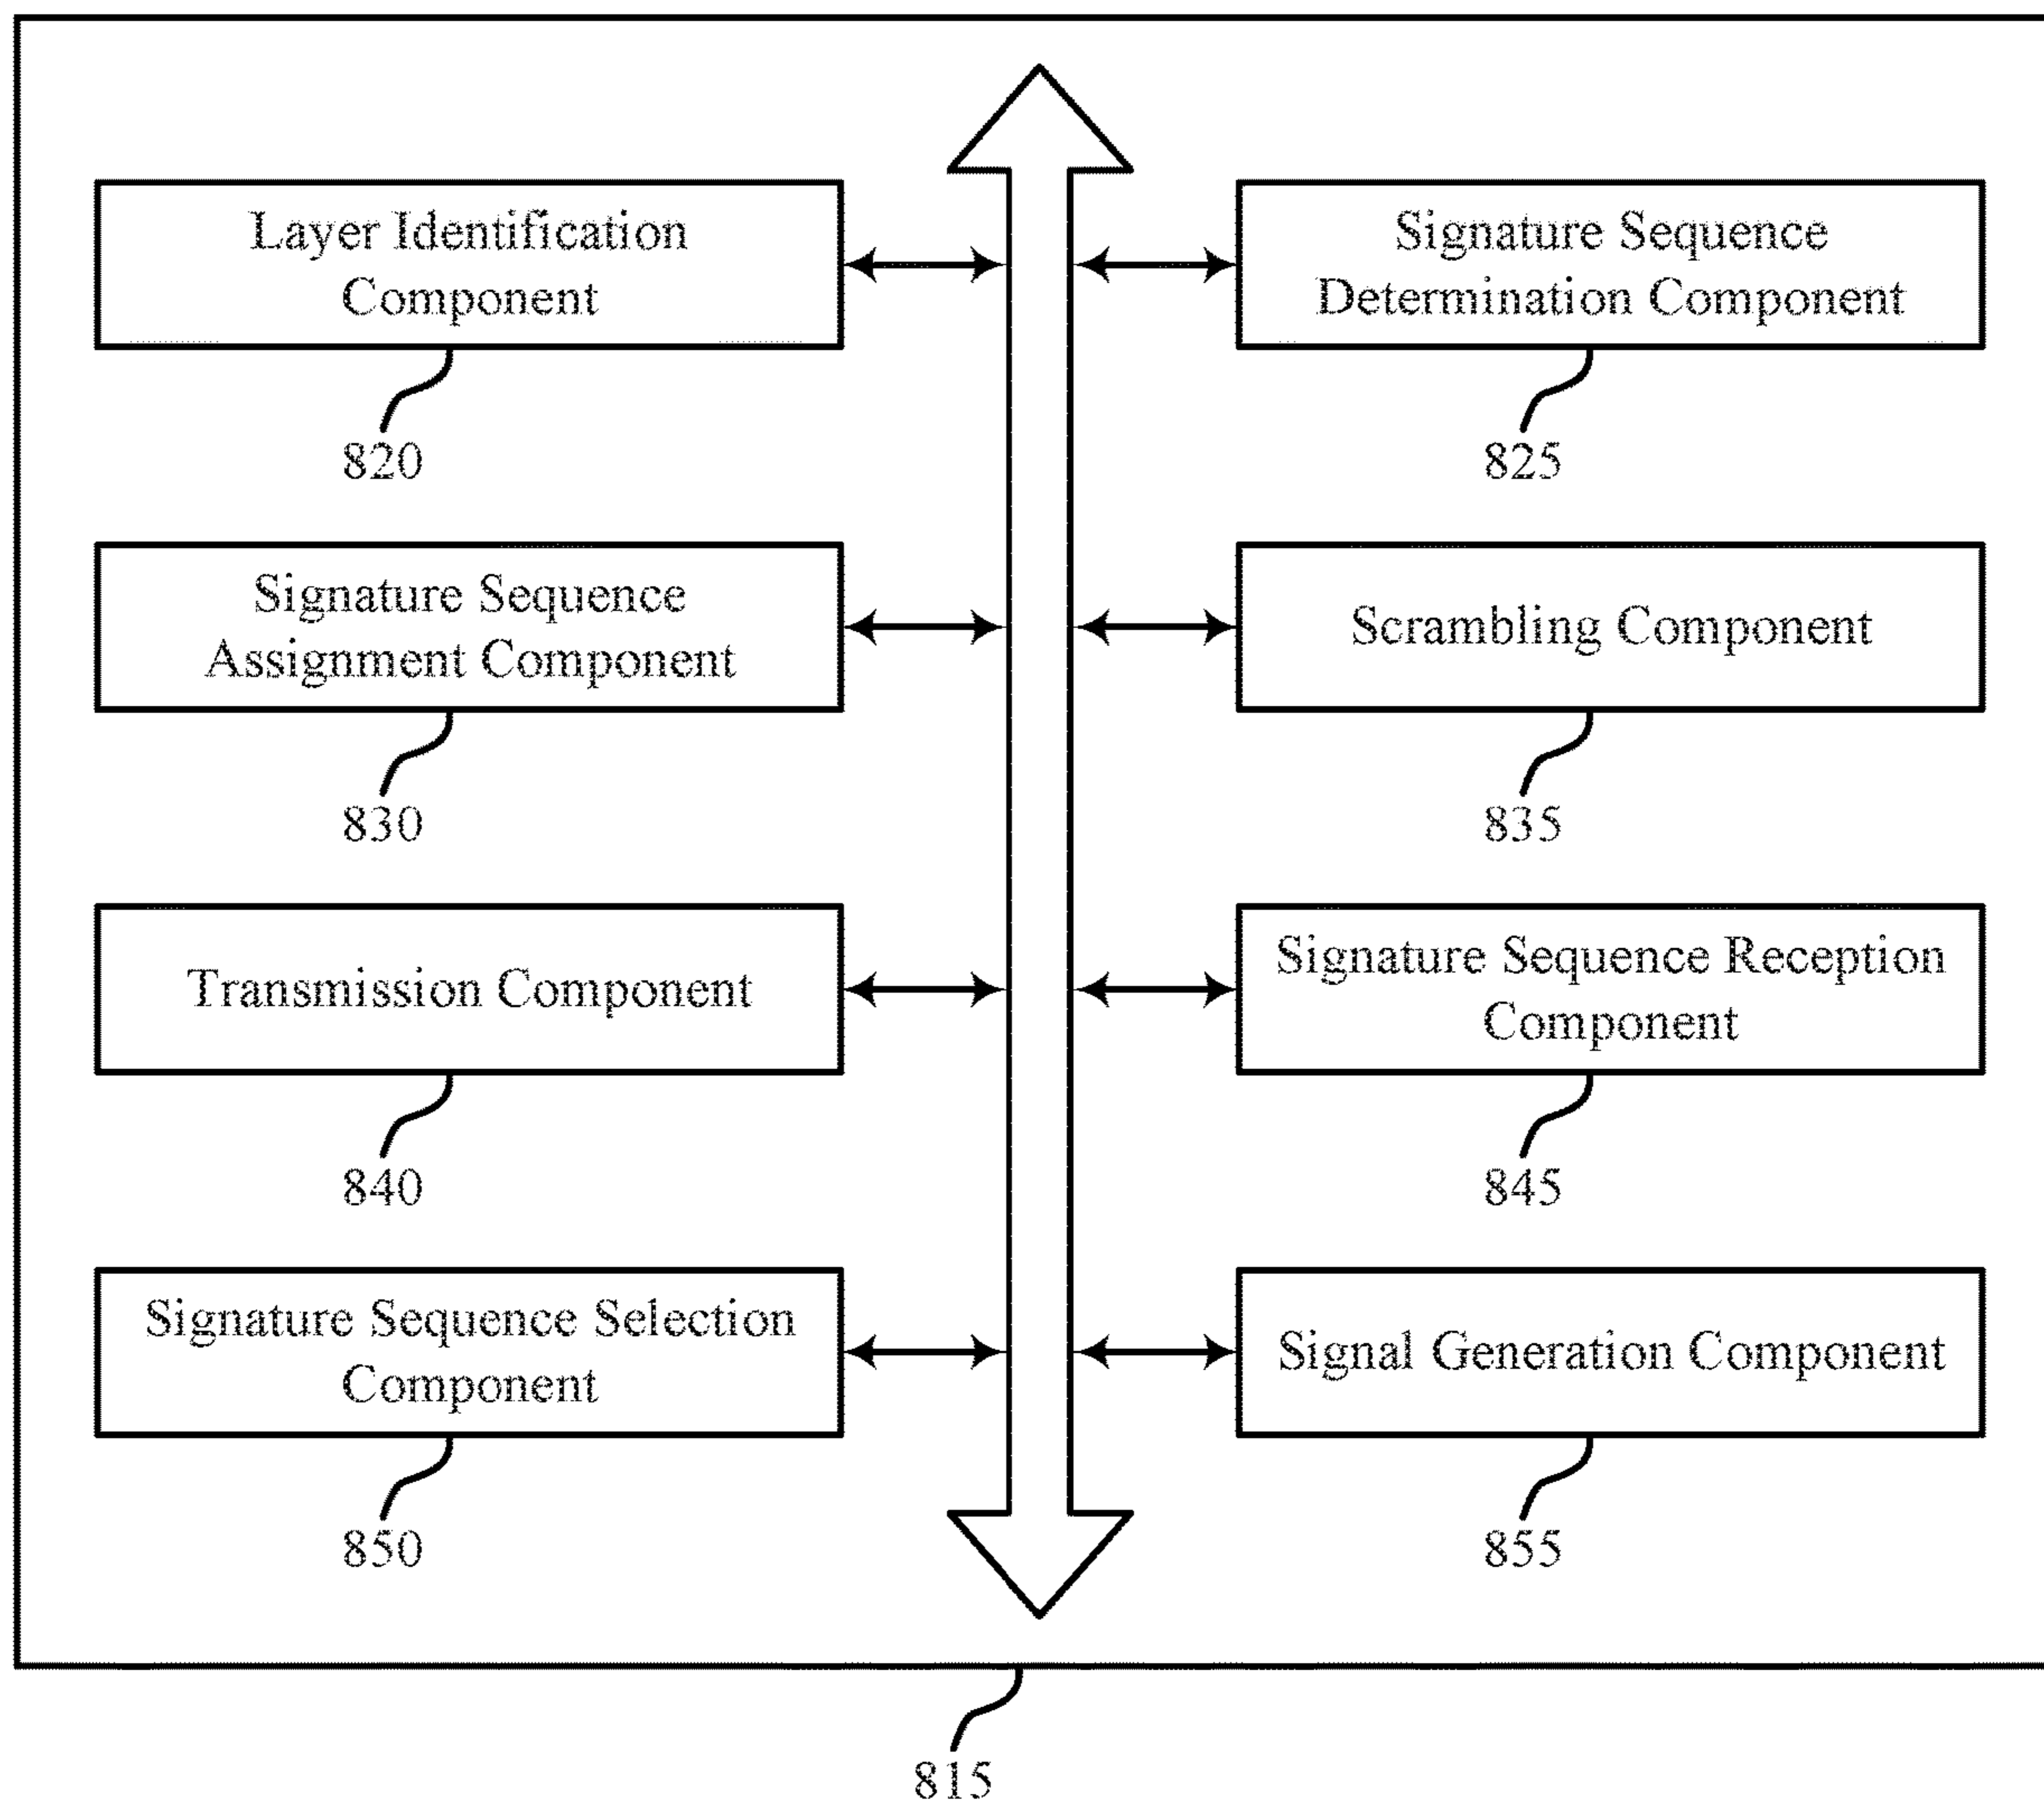 Layer Identification
Component
820
Signature Sequence
Determination Component
825
Signature Sequence
Assignment Component
830
Scrambling Component
835
Transmission Component
840
Signature Sequence Reception
Component
845
Signature Sequence Selection
Component
850
Signal Generation Component
855
815